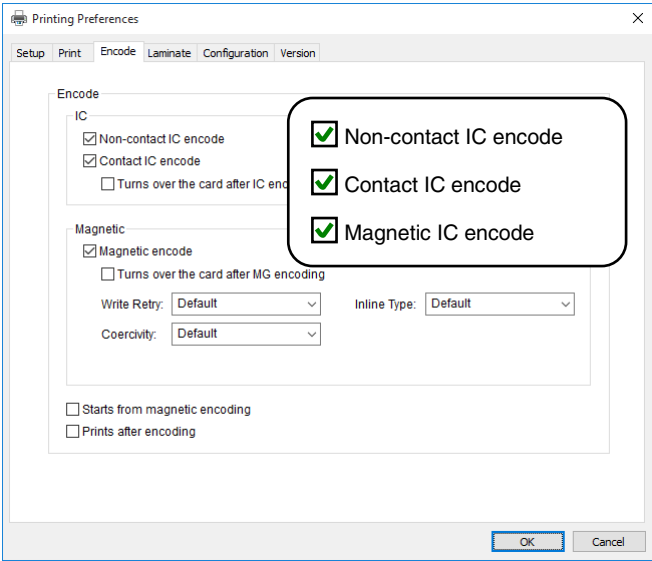 Printing Preferences
Setup Print Encode Laminate Configuration Version
Encode
IC
Non-contact IC encode
Contact IC encode
Turns over the card after IC enc
Non-contact IC encode
Contact IC encode
Magnetic IC encode
Magnetic
Magnetic encode
Turns over the card after MG encoding
Write Retry: Default Inline Type: Default
Coercivity: Default
Starts from magnetic encoding
Prints after encoding
OK Cancel